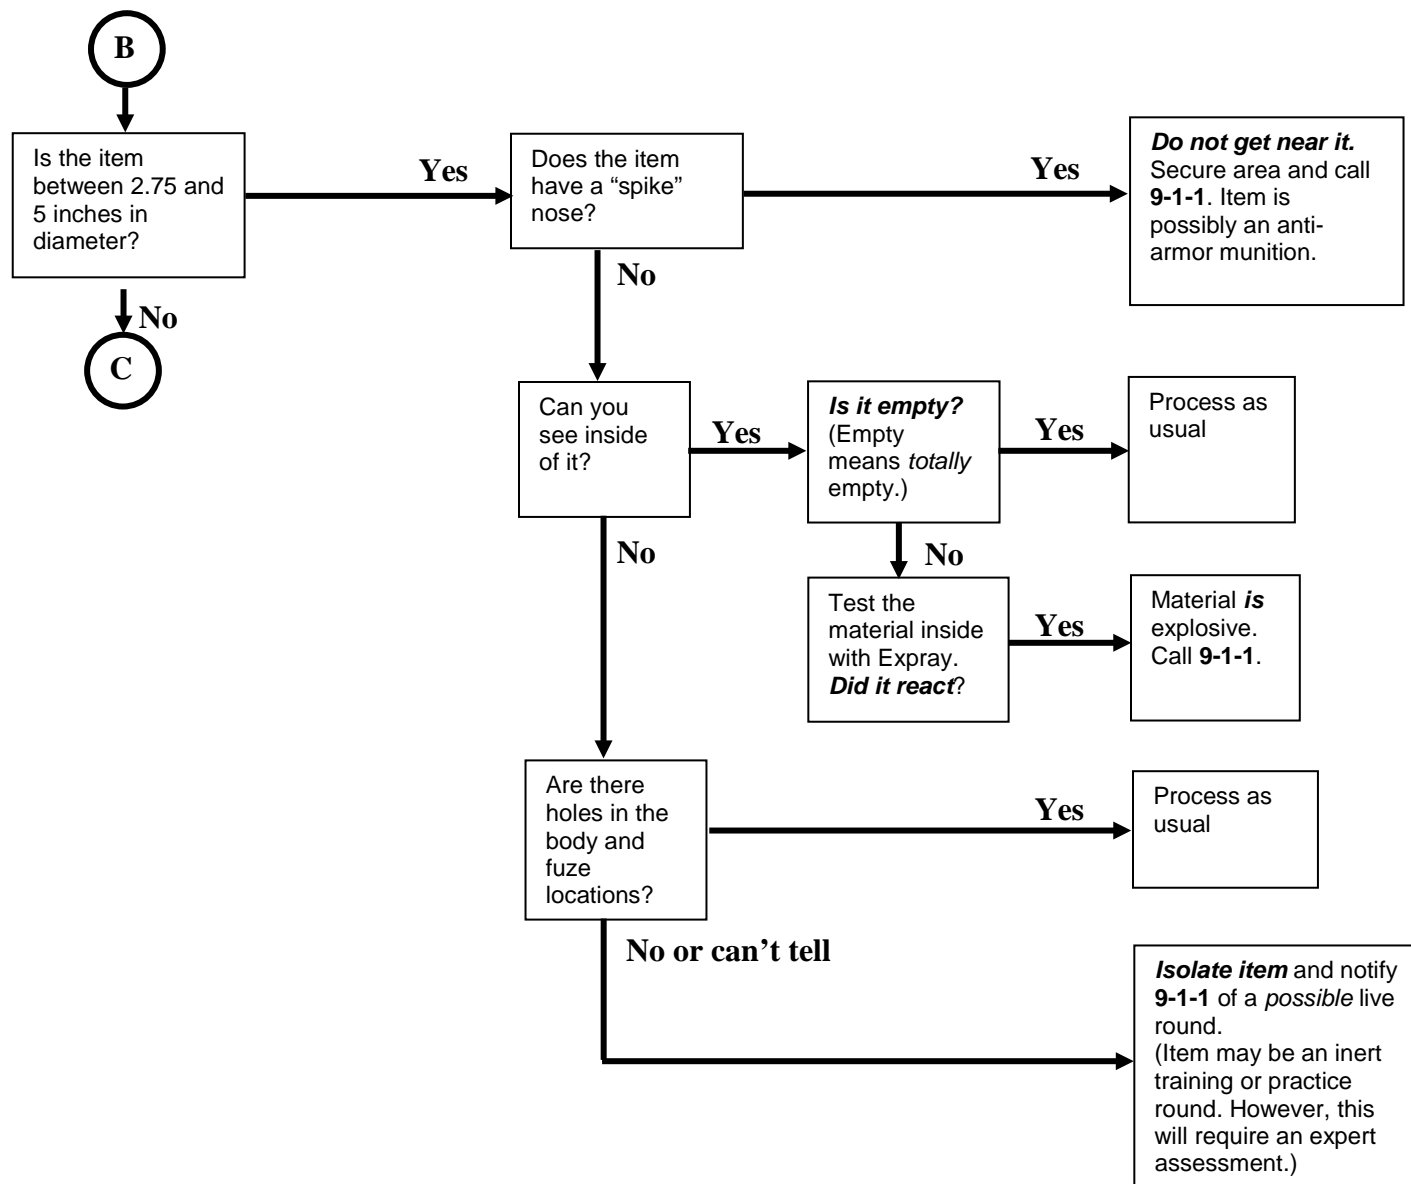 B
Is the item
between 2.75 and
5 inches in
diameter?
Yes
Does the item
have a “spike”
nose?
Yes
Do not get near it.
Secure area and call
9-1-1. Item is
possibly an anti-
armor munition.
No
C
No
Can you
see inside
of it?
Yes
Is it empty?
(Empty
means totally
empty.)
Yes
Process as
usual
No
No
Test the
material inside
with Expray.
Did it react?
Yes
Material is
explosive.
Call 9-1-1.
Are there
holes in the
body and
fuze
locations?
Yes
Process as
usual
No or can’t tell
Isolate item and notify
9-1-1 of a possible live
round.
(Item may be an inert
training or practice
round. However, this
will require an expert
assessment.)